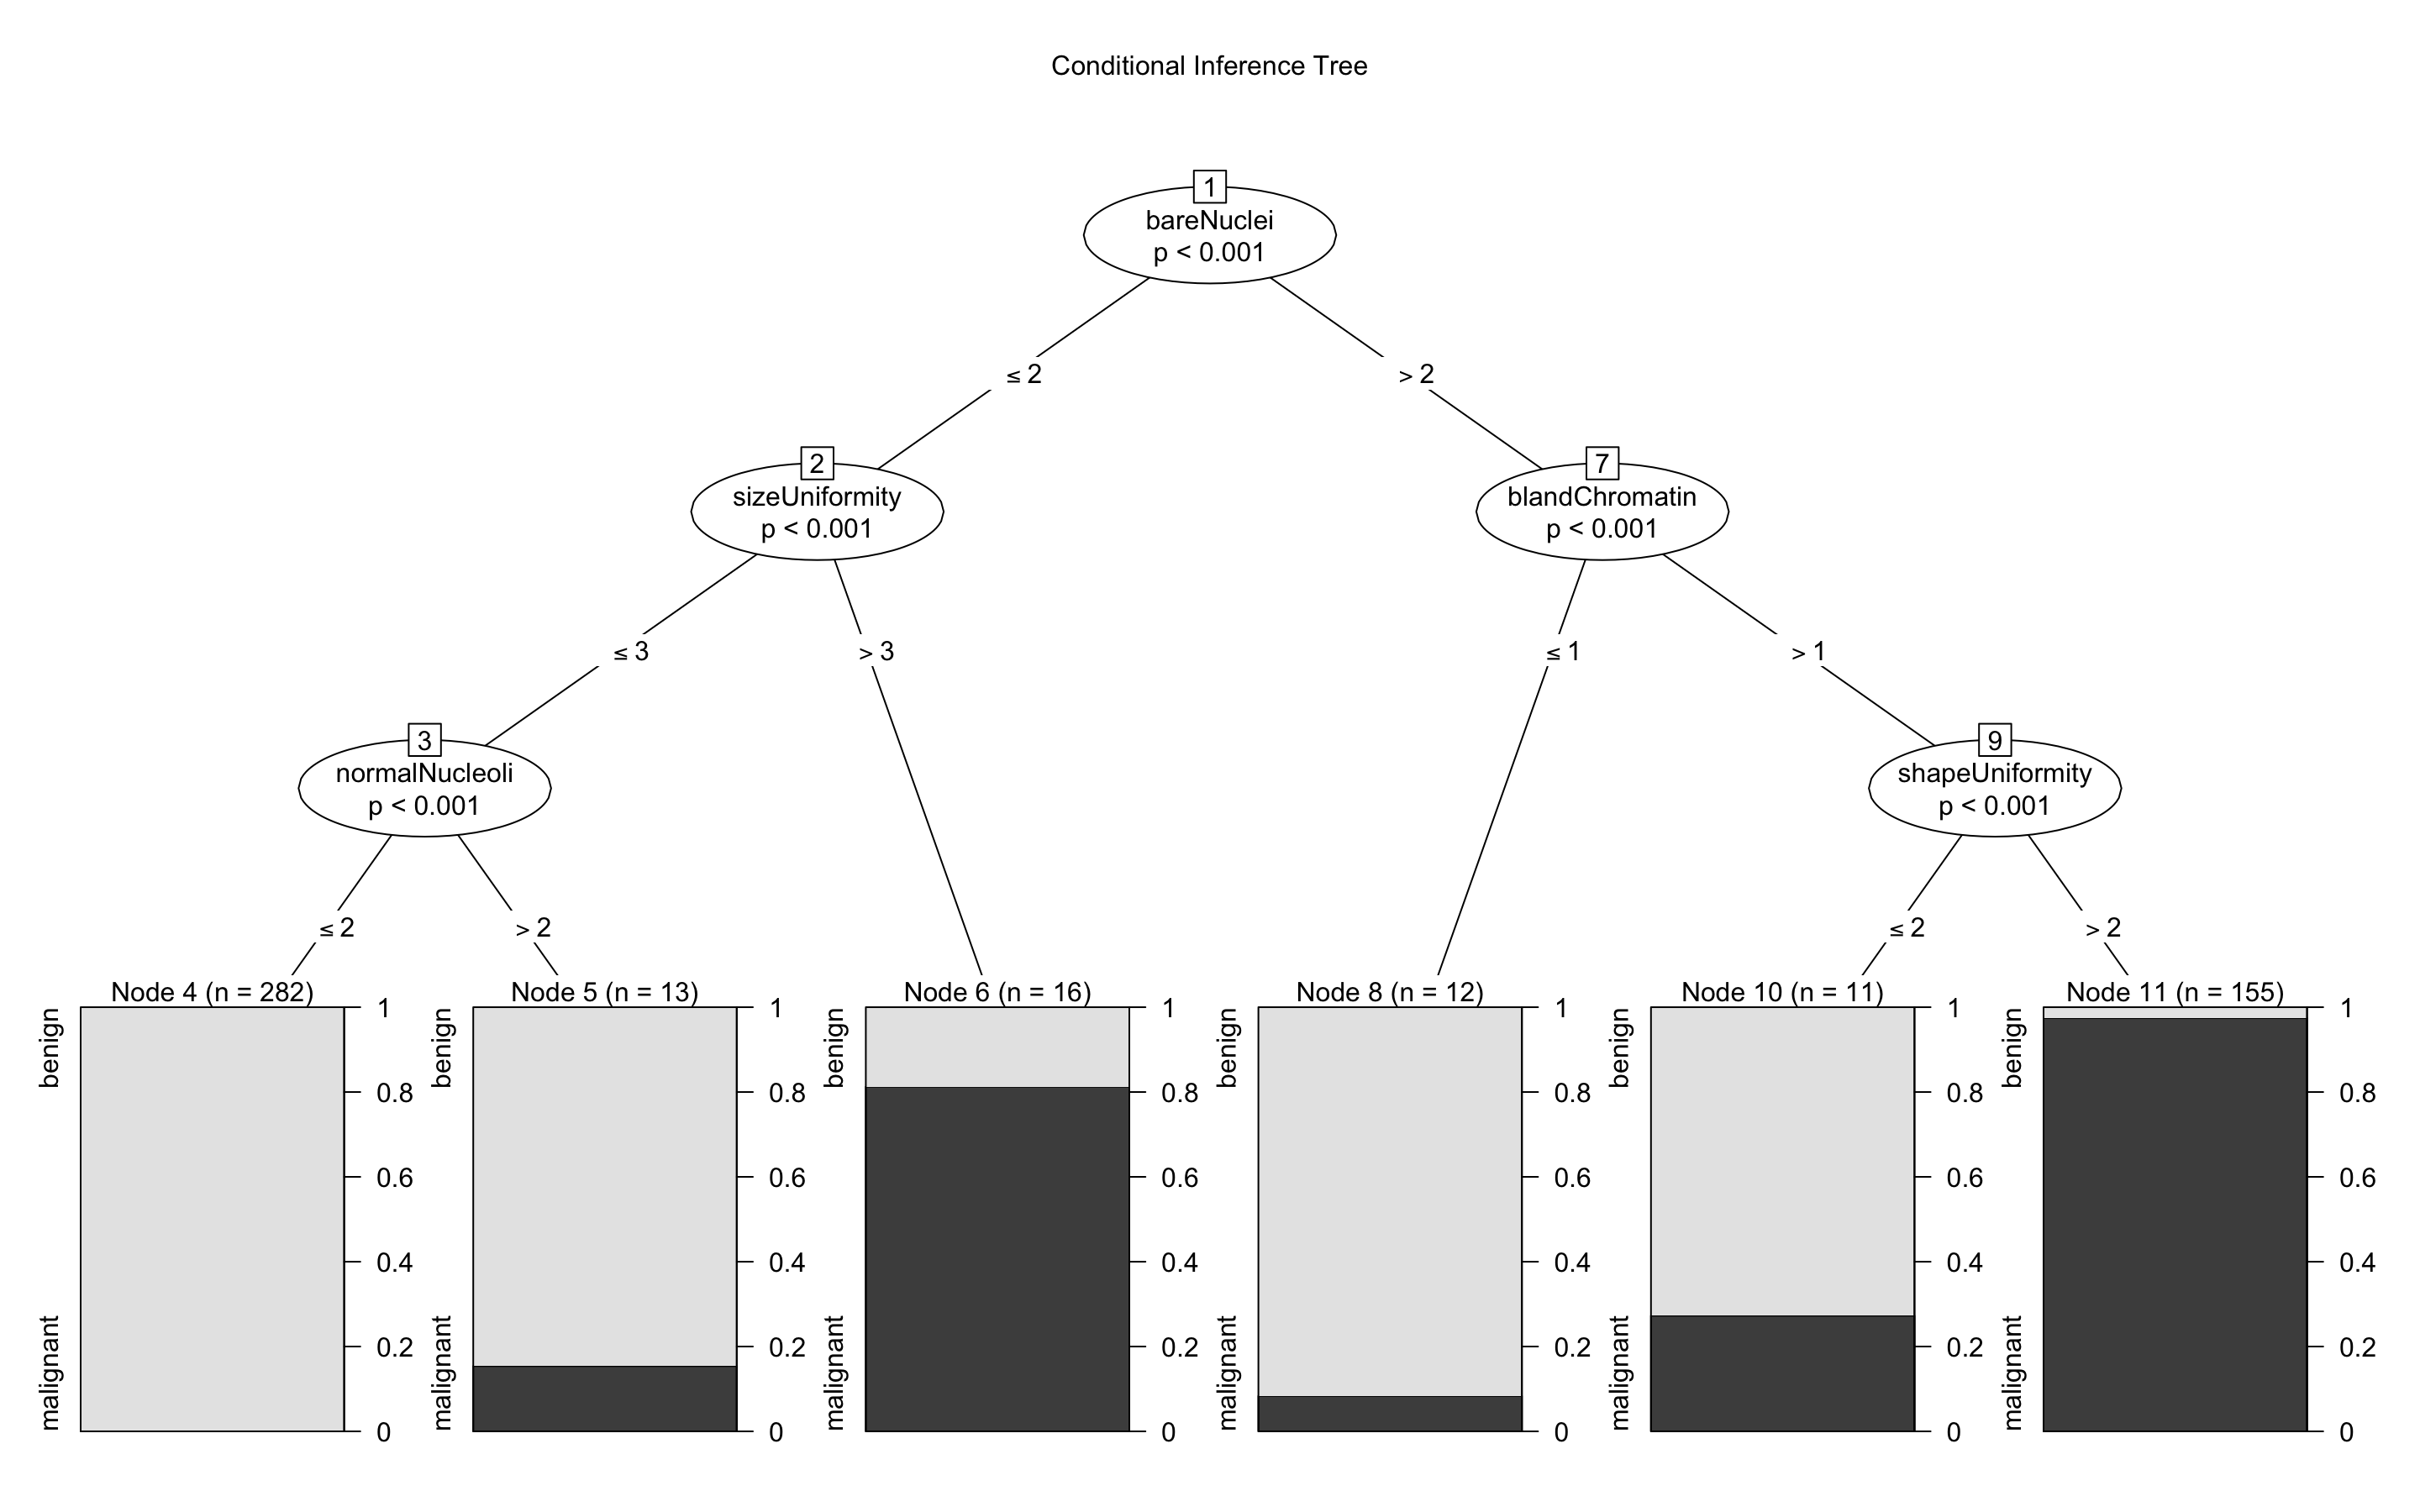 Conditional Inference Tree
1
bareNuclei
p < 0.001
≤ 2
> 2
2
sizeUniformity
p < 0.001
7
blandChromatin
p < 0.001
≤ 3
> 3
≤ 1
> 1
3
normalNucleoli
p < 0.001
9
shapeUniformity
p < 0.001
≤ 2
> 2
≤ 2
> 2
Node 4 (n = 282)
benign
malignant
1
0.8
0.6
0.4
0.2
0
Node 5 (n = 13)
benign
malignant
1
0.8
0.6
0.4
0.2
0
Node 6 (n = 16)
benign
malignant
1
0.8
0.6
0.4
0.2
0
Node 8 (n = 12)
benign
malignant
1
0.8
0.6
0.4
0.2
0
Node 10 (n = 11)
benign
malignant
1
0.8
0.6
0.4
0.2
0
Node 11 (n = 155)
benign
malignant
1
0.8
0.6
0.4
0.2
0